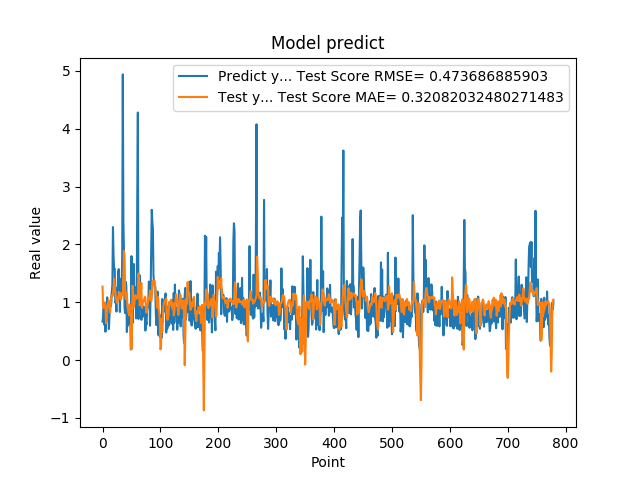 Model predict
Predict y... Test Score RMSE= 0.473686885903
Test y... Test Score MAE= 0.32082032480271483
Real value
5
4
3
2
1
0
−1
0 100 200 300 400 500 600 700 800
Point